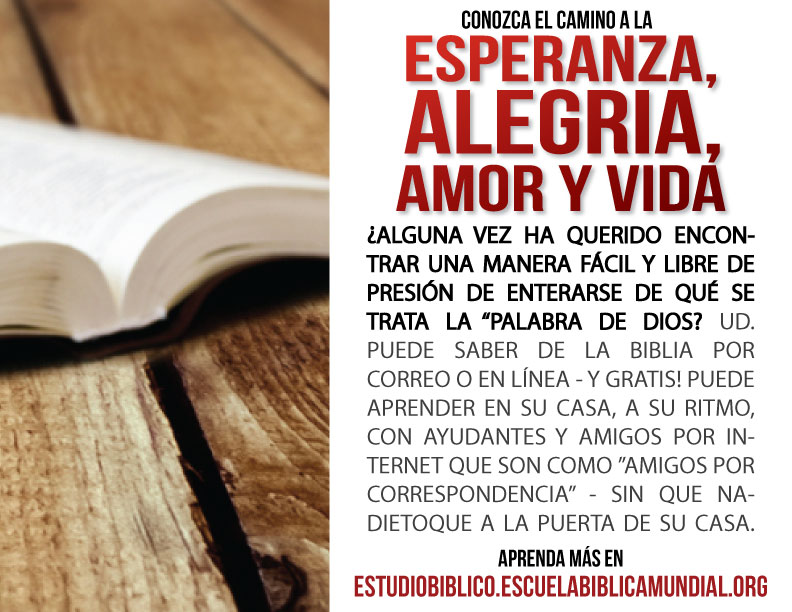 CONOZCA EL CAMINO A LA
ESPERANZA,
ALEGRIA,
AMOR Y VIDA
¿ALGUNA VEZ HA QUERIDO ENCON-
TRAR UNA MANERA FÁCIL Y LIBRE DE
PRESIÓN DE ENTERARSE DE QUÉ SE
TRATA LA “PALABRA DE DIOS? UD.
PUEDE SABER DE LA BIBLIA POR
CORREO O EN LÍNEA - Y GRATIS! PUEDE
APRENDER EN SU CASA, A SU RITMO,
CON AYUDANTES Y AMIGOS POR IN-
TERNET QUE SON COMO ”AMIGOS POR
CORRESPONDENCIA” - SIN QUE NA-
DIETOQUE A LA PUERTA DE SU CASA.
APRENDA MÁS EN
ESTUDIOBIBLICO.ESCUELABIBLICAMUNDIAL.ORG